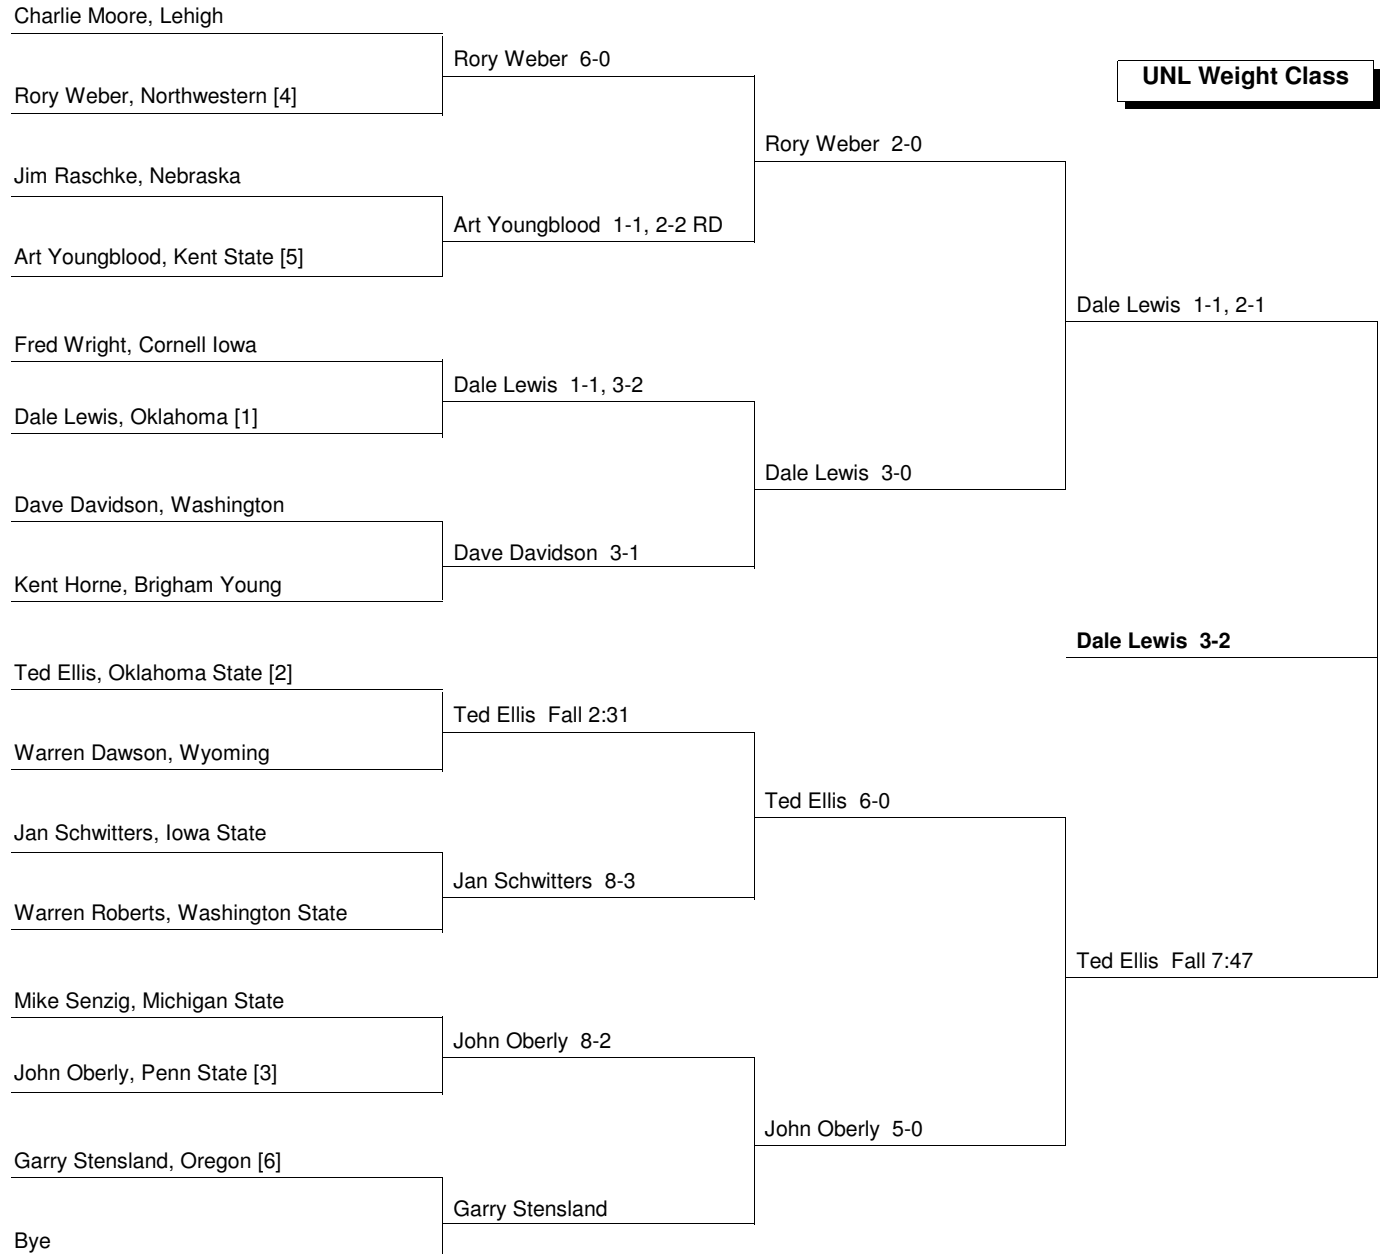 Charlie Moore, Lehigh
Rory Weber  6-0
UNL Weight Class
Rory Weber, Northwestern [4]
Rory Weber  2-0
Jim Raschke, Nebraska
Art Youngblood  1-1, 2-2 RD
Art Youngblood, Kent State [5]
Dale Lewis  1-1, 2-1
Fred Wright, Cornell Iowa
Dale Lewis  1-1, 3-2
Dale Lewis, Oklahoma [1]
Dale Lewis  3-0
Dave Davidson, Washington
Dave Davidson  3-1
Kent Horne, Brigham Young
Dale Lewis  3-2
Ted Ellis, Oklahoma State [2]
Ted Ellis  Fall 2:31
Warren Dawson, Wyoming
Ted Ellis  6-0
Jan Schwitters, Iowa State
Jan Schwitters  8-3
Warren Roberts, Washington State
Ted Ellis  Fall 7:47
Mike Senzig, Michigan State
John Oberly  8-2
John Oberly, Penn State [3]
John Oberly  5-0
Garry Stensland, Oregon [6]
Garry Stensland
Bye